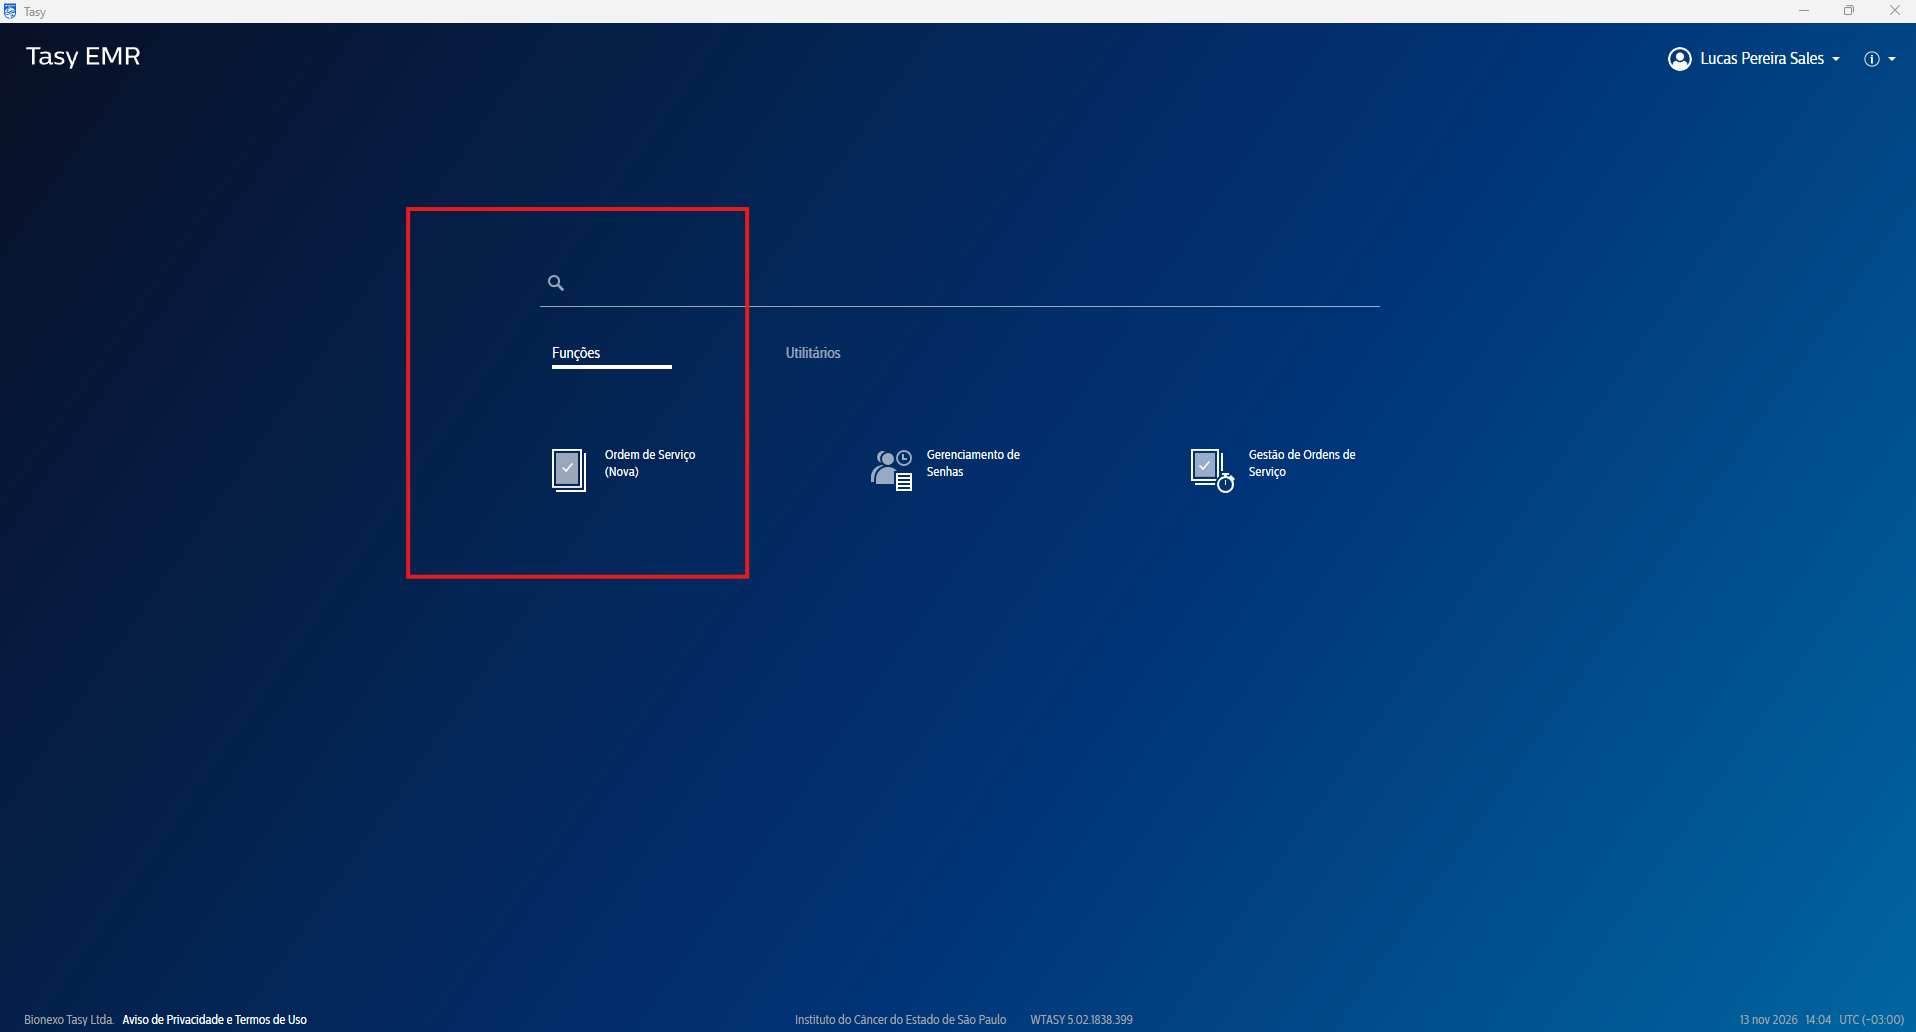 Tasy
Tasy EMR
Lucas Pereira Sales
Funções
Utilitários
Ordem de Serviço
(Nova)
Gerenciamento de
Senhas
Gestão de Ordens de
Serviço
Bionexo Tasy Ltda. Aviso de Privacidade e Termos de Uso
Instituto do Câncer do Estado de São Paulo WTASY 5.02.1838.399
13 nov 2026 14:04 UTC (-03:00)